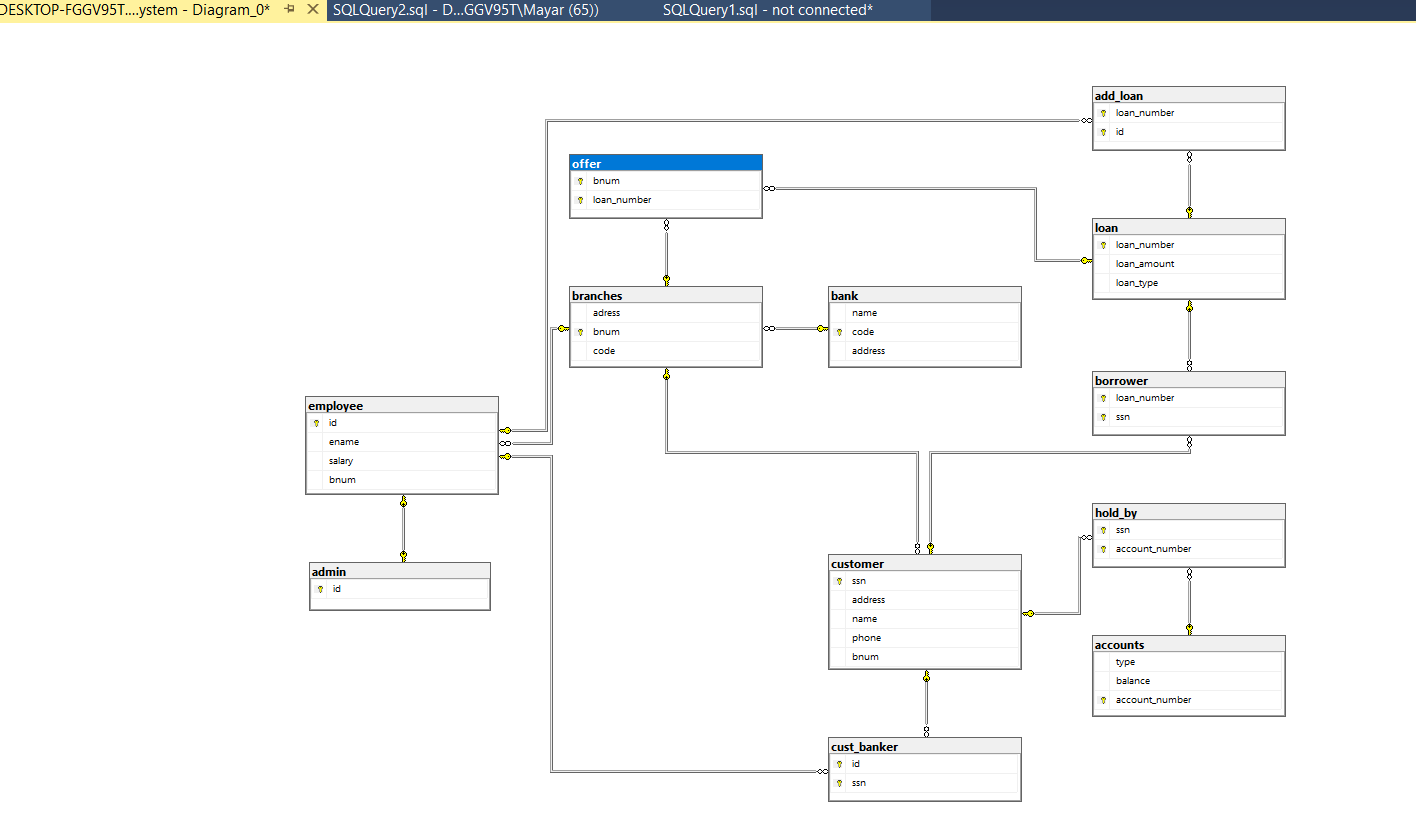 DESKTOP-FGGV95T....ystem - Diagram_0*
SQLQuery2.sql - D...GGV95T\Mayar (65))
SQLQuery1.sql - not connected*
add_loan
loan_number
id
offer
bnum
loan_number
loan
loan_number
loan_amount
loan_type
branches
adress
bnum
code
bank
name
code
address
borrower
loan_number
ssn
employee
id
ename
salary
bnum
hold_by
ssn
account_number
customer
ssn
address
name
phone
bnum
admin
id
accounts
type
balance
account_number
cust_banker
id
ssn